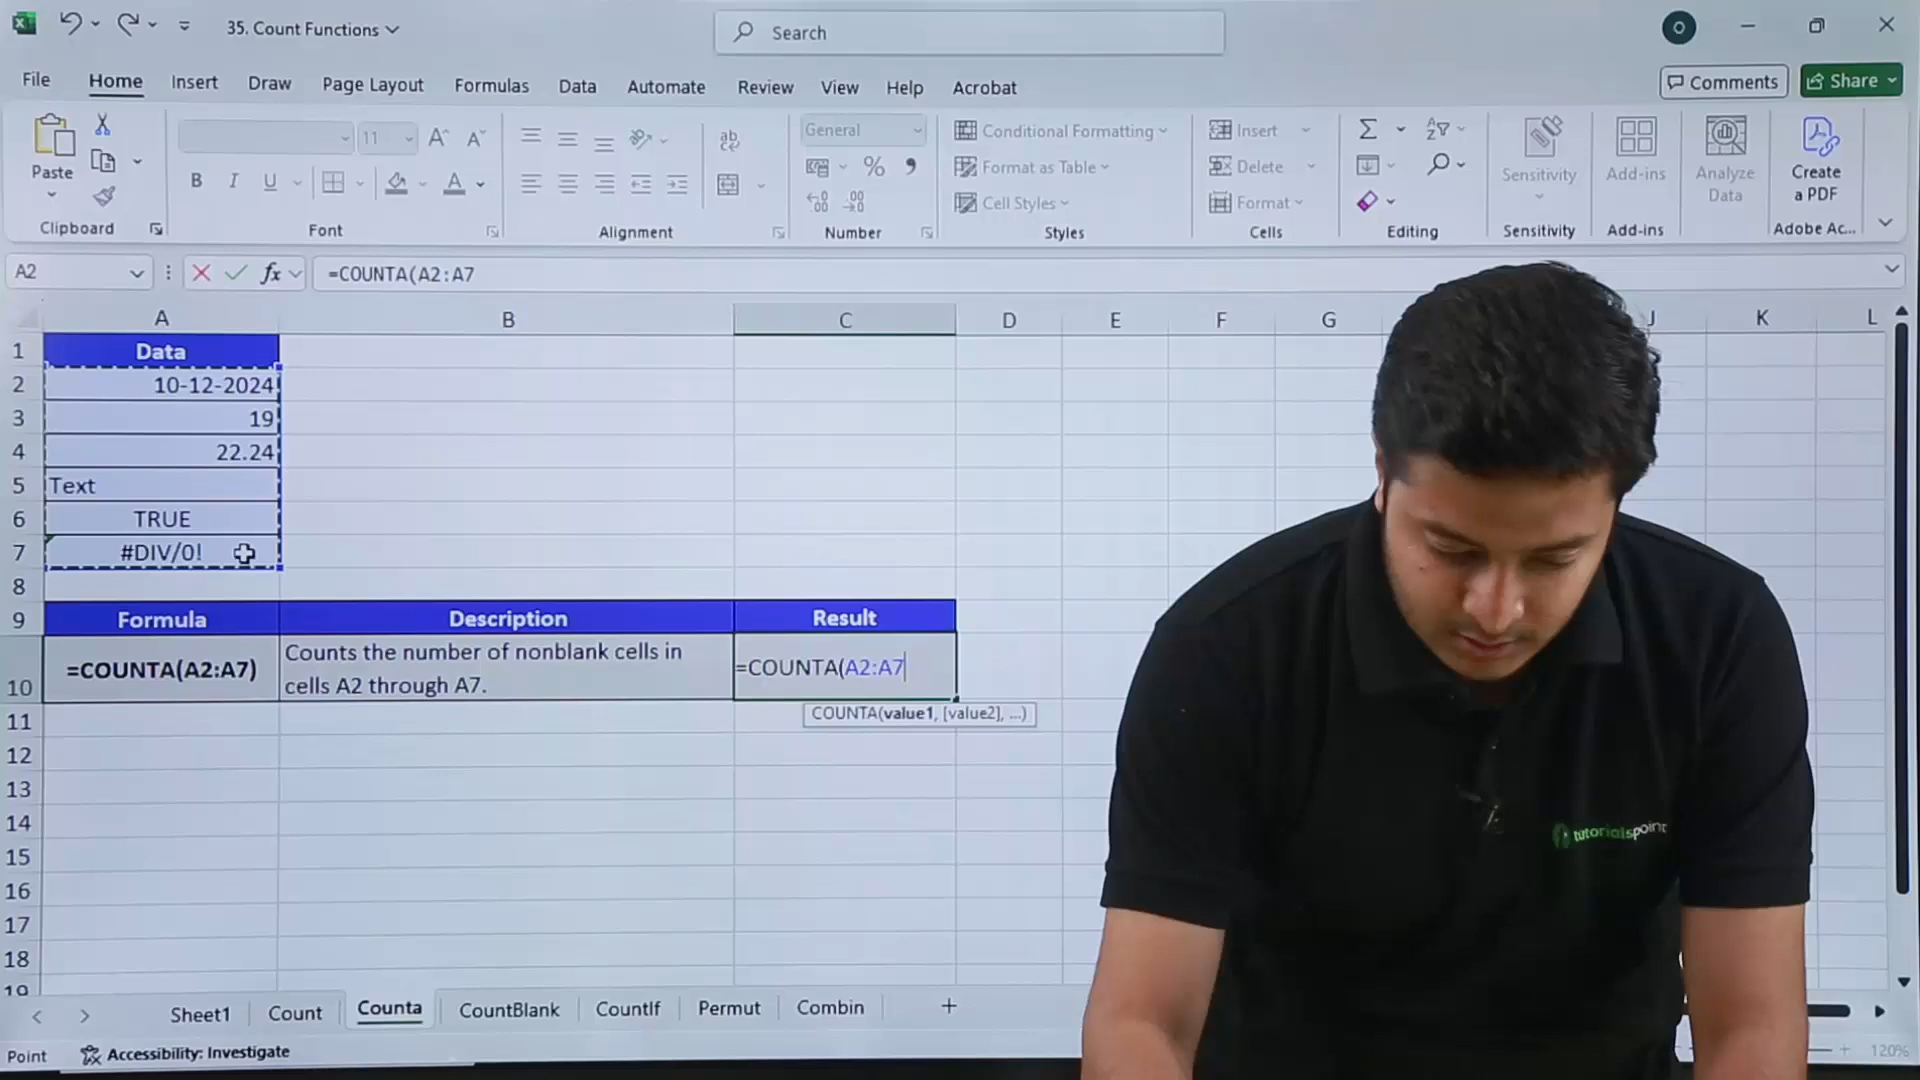 35. Count Functions
Search
O
File
Home
Insert
Draw
Page Layout
Formulas
Data
Automate
Review
View
Help
Acrobat
Comments
Share
Paste
Clipboard
11
B I U
Font
Alignment
General
Number
Conditional Formatting
Format as Table
Cell Styles
Styles
Insert
Delete
Format
Cells
Editing
Sensitivity
Sensitivity
Add-ins
Add-ins
Analyze
Data
Create
a PDF
Adobe Ac...
A2
fx
=COUNTA(A2:A7
A B C D E F G J K L
1 Data
2 10-12-2024
3 19
4 22.24
5 Text
6 TRUE
7 #DIV/0!
8
9 Formula Description Result
10 =COUNTA(A2:A7) Counts the number of nonblank cells in
cells A2 through A7.
=COUNTA(A2:A7
COUNTA(value1, [value2], ...)
11
12
13
14
15
16
17
18
19
tutorialspoint
Sheet1 Count Counta CountBlank CountIf Permut Combin +
Point
Accessibility: Investigate
120%